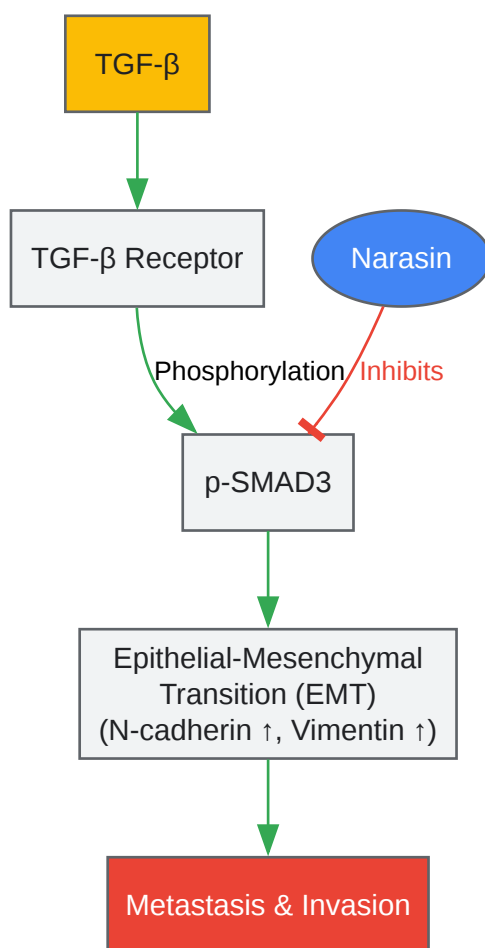 TGF-β
TGF-β Receptor
Narasin
Phosphorylation
Inhibits
p-SMAD3
Epithelial-Mesenchymal
Transition (EMT)
(N-cadherin ↑, Vimentin ↑)
Metastasis & Invasion